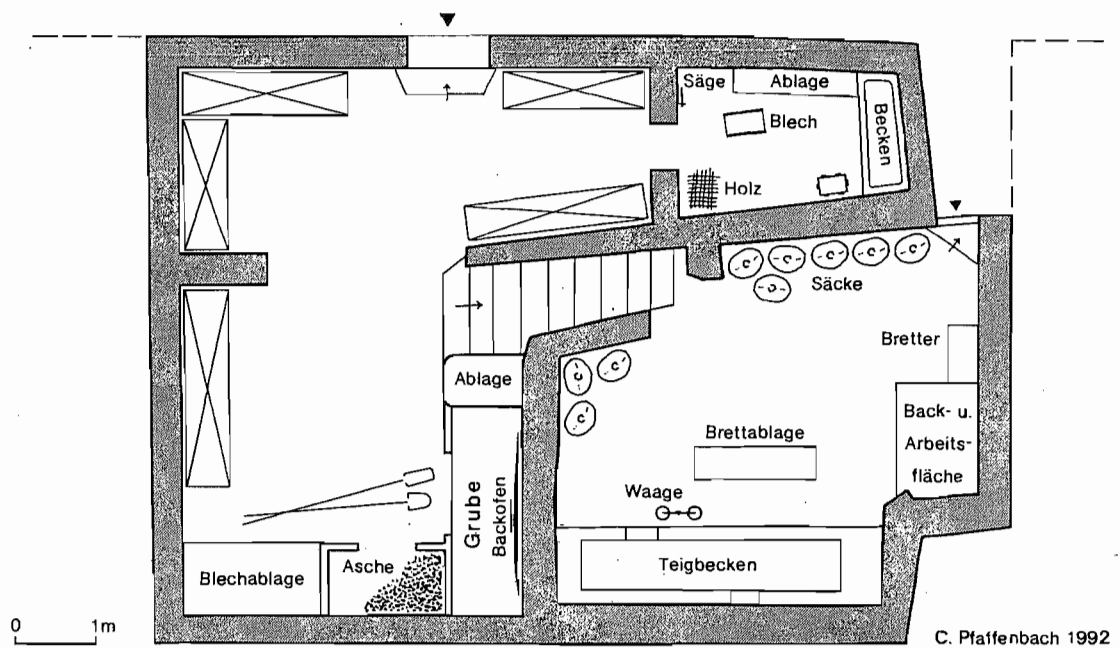 Säge
Ablage
Blech
Becken
Holz
Säcke
Bretter
Ablage
Back- u.
Arbeits-
fläche
Brettablage
Grube
Backofen
Waage
Teigbecken
Blechablage
Asche
0 1m
C. Pfaffenbach 1992